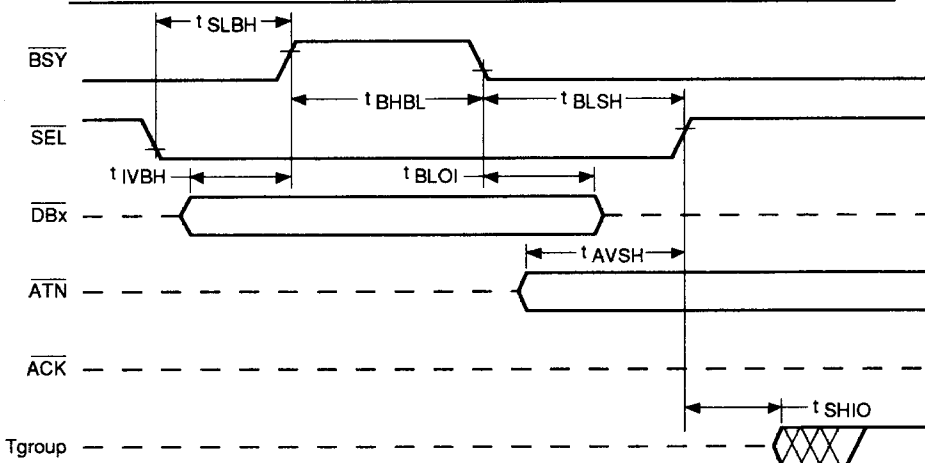 t SLBH
BSY
t BHBL
t BLSH
SEL
t IVBH
t BLOI
DBx
t AVSH
ATN
ACK
t SHIO
Tgroup